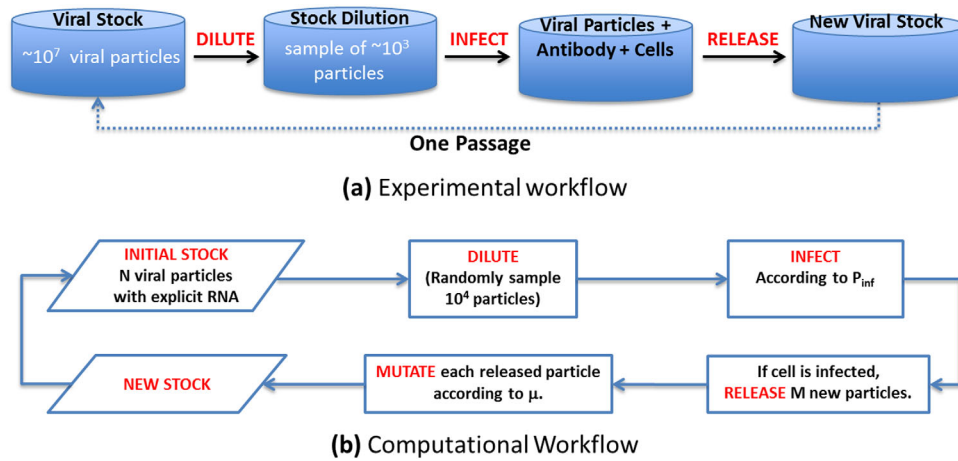 Viral Stock
~10⁷ viral particles
DILUTE
Stock Dilution
sample of ~10³
particles
INFECT
Viral Particles +
Antibody + Cells
RELEASE
New Viral Stock
One Passage
(a) Experimental workflow
INITIAL STOCK
N viral particles
with explicit RNA
DILUTE
(Randomly sample
10⁴ particles)
INFECT
According to Pinf
If cell is infected,
RELEASE M new particles.
MUTATE each released particle
according to μ.
NEW STOCK
(b) Computational Workflow